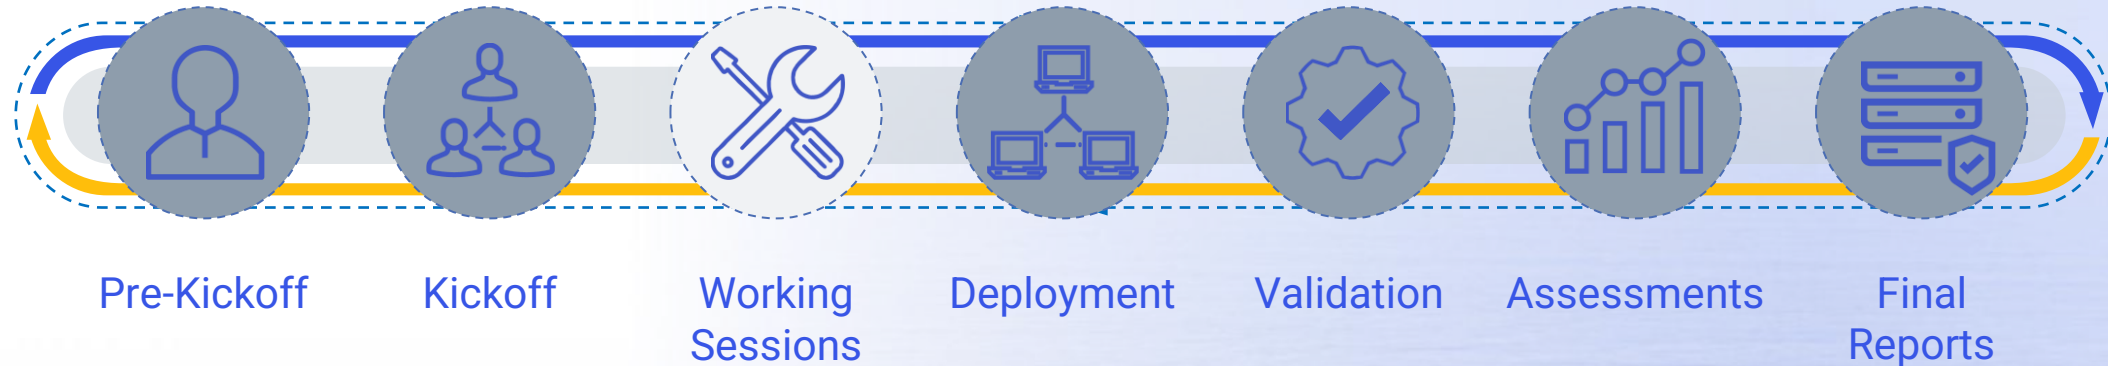 Pre-Kickoff
Kickoff
Working
Sessions
Deployment
Validation
Assessments
Final
Reports